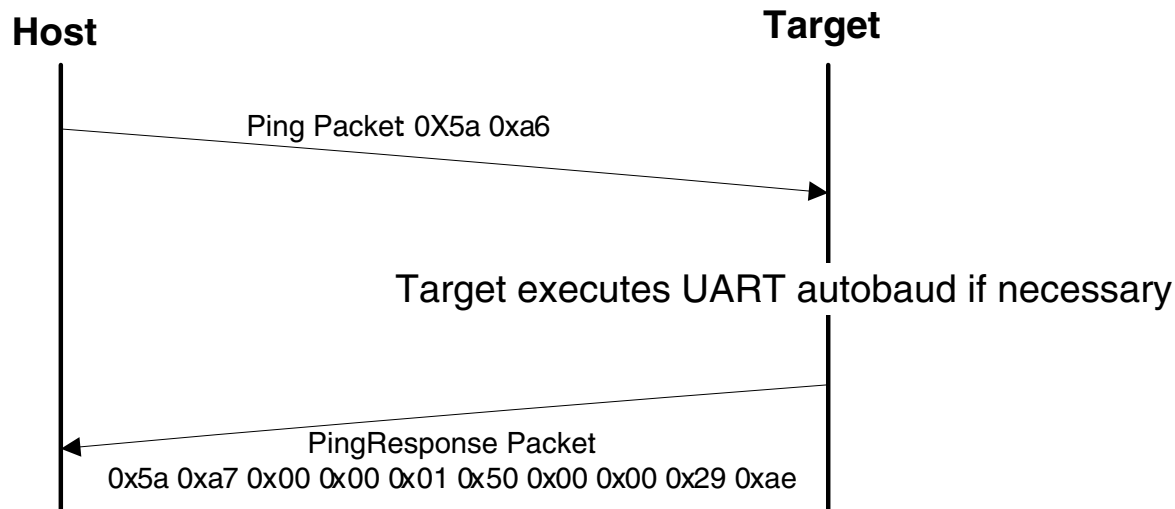 Host
Target
Ping Packet 0X5a 0xa6
Target executes UART autobaud if necessary
PingResponse Packet
0x5a 0xa7 0x00 0x00 0x01 0x50 0x00 0x00 0x29 0xae